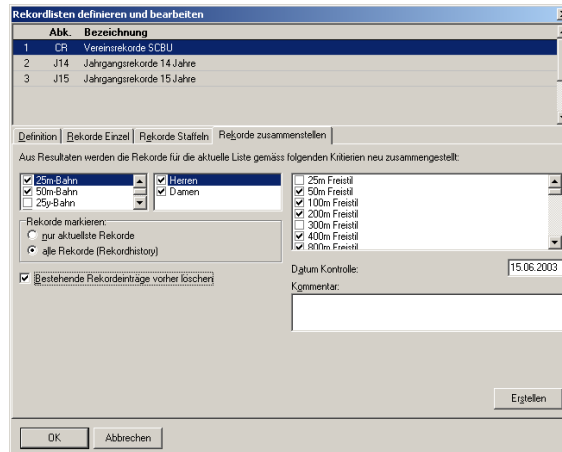 Rekordlisten definieren und bearbeiten
Abk. Bezeichnung
1 CR Vereinsrekorde SCBU
2 J14 Jahrgangsrekorde 14 Jahre
3 J15 Jahrgangsrekorde 15 Jahre
Definition Rekorde Einzel Rekorde Staffeln Rekorde zusammenstellen
Aus Resultaten werden die Rekorde für die aktuelle Liste gemäss folgenden Kritierien neu zusammengestellt:
25m-Bahn
50m-Bahn
25y-Bahn
Herren
Damen
25m Freistil
50m Freistil
100m Freistil
200m Freistil
300m Freistil
400m Freistil
800m Freistil
Rekorde markieren:
nur aktuellste Rekorde
alle Rekorde (Rekordhistory)
Bestehende Rekordeinträge vorher löschen
Datum Kontrolle: 15.06.2003
Kommentar:
Erstellen
OK Abbrechen